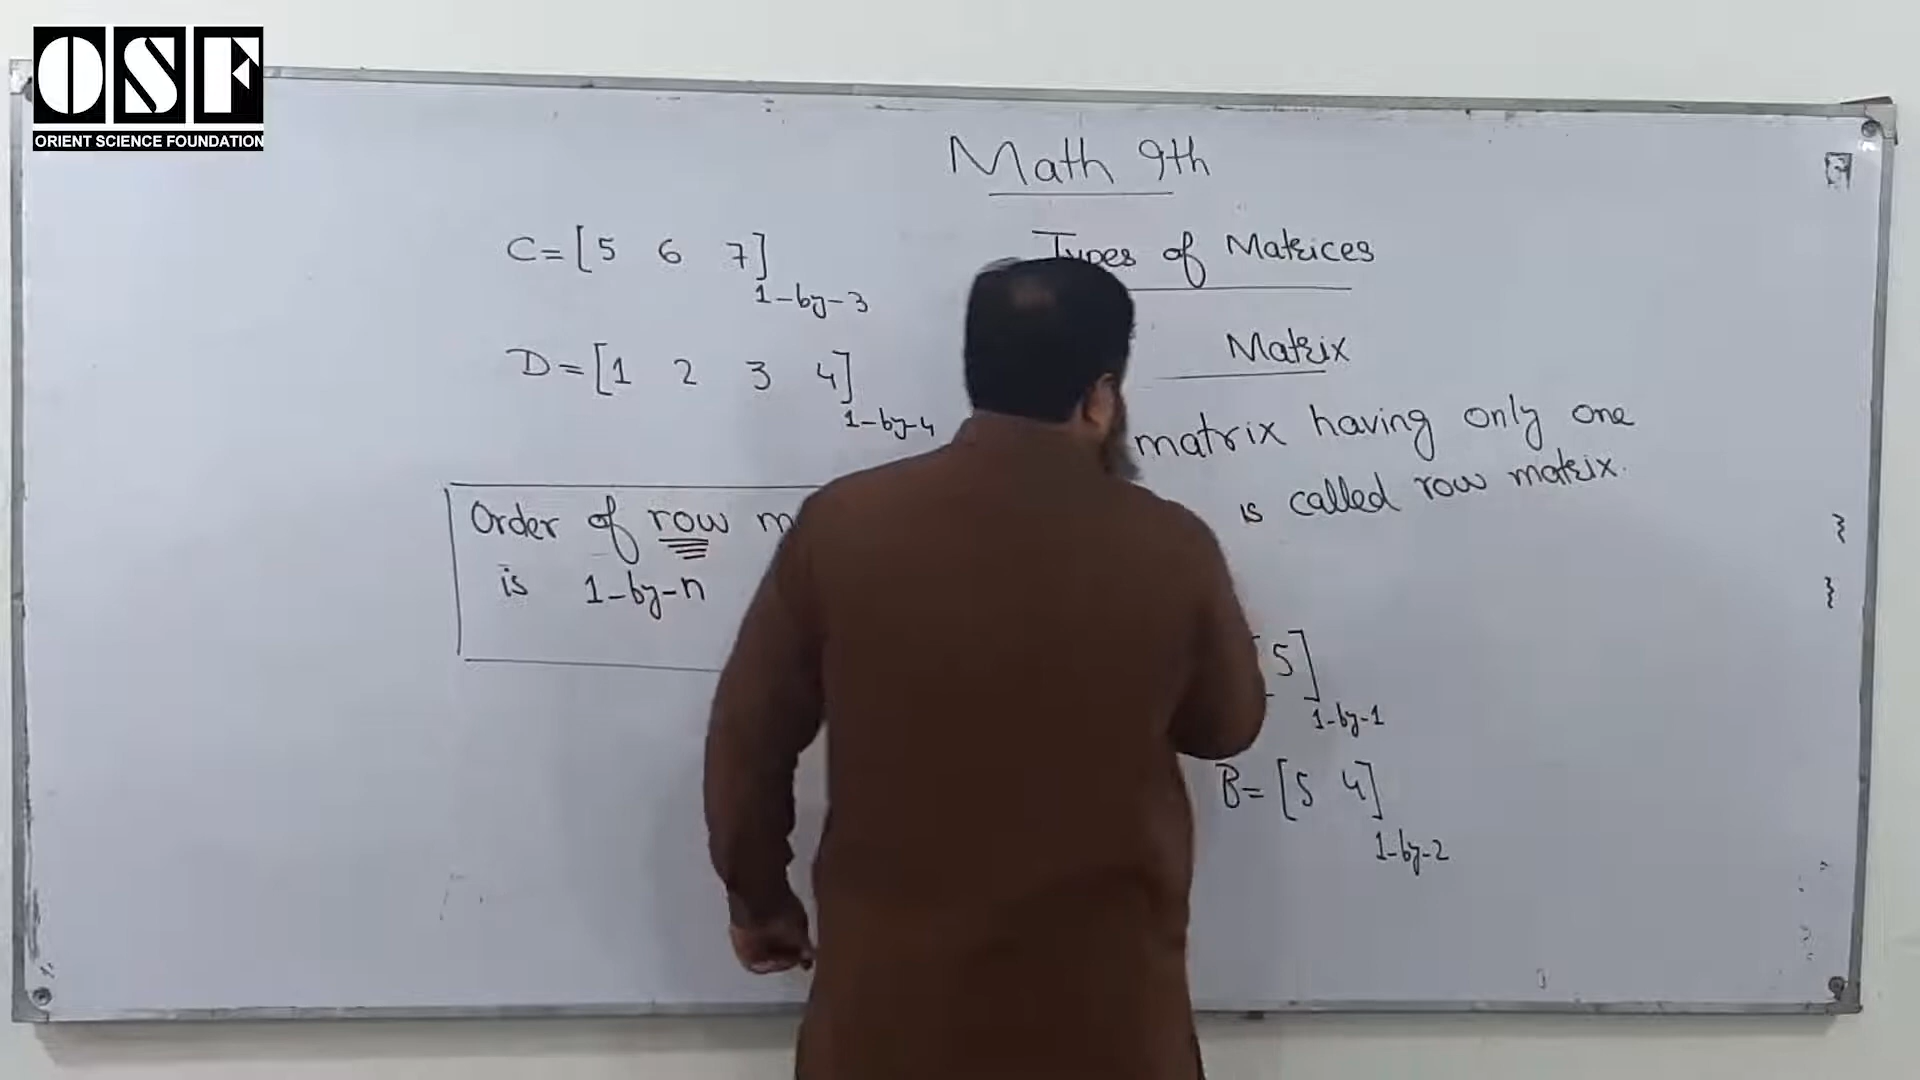 OSF
ORIENT SCIENCE FOUNDATION
Math 9th
Types of Matrices
Matrix
matrix having only one
is called row matrix.
5]
1-by-1
B= [5 4]
1-by-2
C= [5 6 7]
1-by-3
D= [1 2 3 4]
1-by-4
Order of row
is 1-by-n